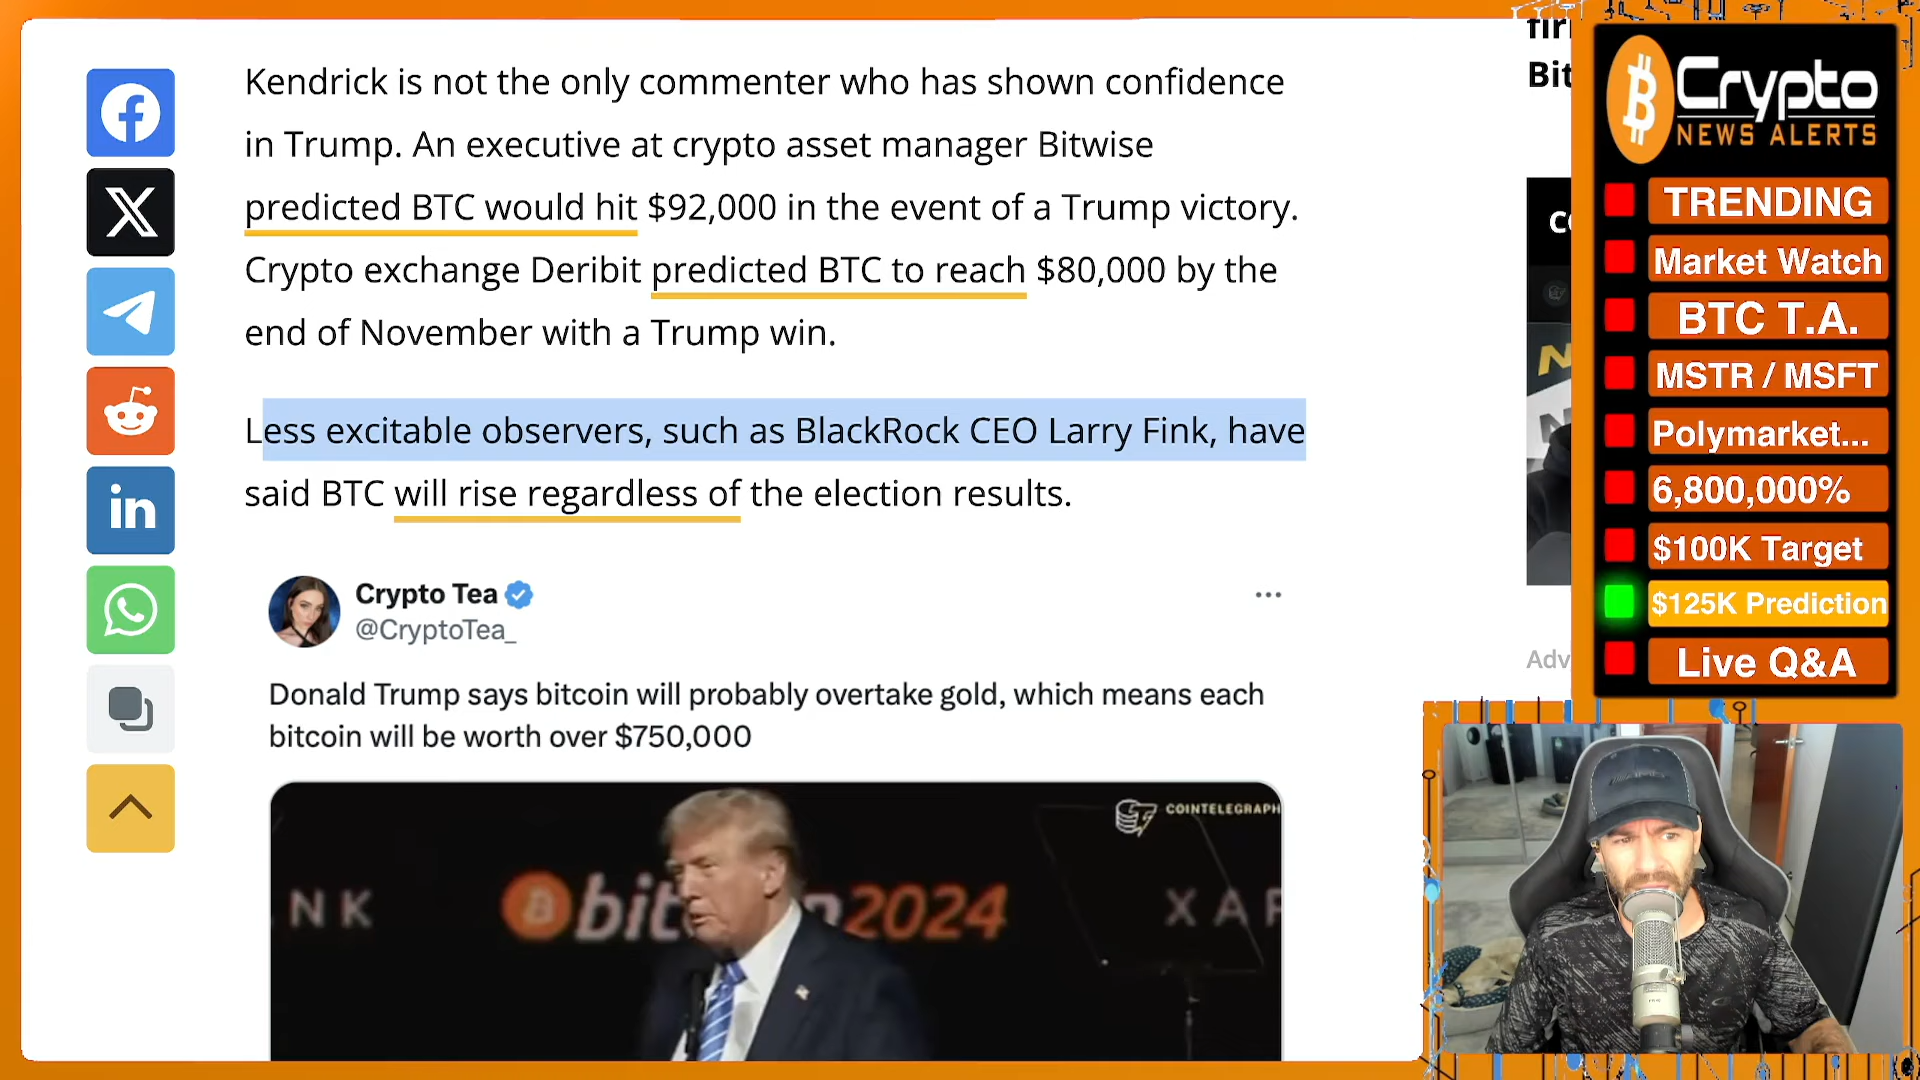 Kendrick is not the only commenter who has shown confidence
in Trump. An executive at crypto asset manager Bitwise
predicted BTC would hit $92,000 in the event of a Trump victory.
Crypto exchange Deribit predicted BTC to reach $80,000 by the
end of November with a Trump win.
Less excitable observers, such as BlackRock CEO Larry Fink, have
said BTC will rise regardless of the election results.
Crypto Tea
@CryptoTea_
Donald Trump says bitcoin will probably overtake gold, which means each
bitcoin will be worth over $750,000
COINTELEGRAPH
NK
bit
2024
XAP
Bit
Adv
Crypto
NEWS ALERTS
TRENDING
Market Watch
BTC T.A.
MSTR / MSFT
Polymarket...
6,800,000%
$100K Target
$125K Prediction
Live Q&A